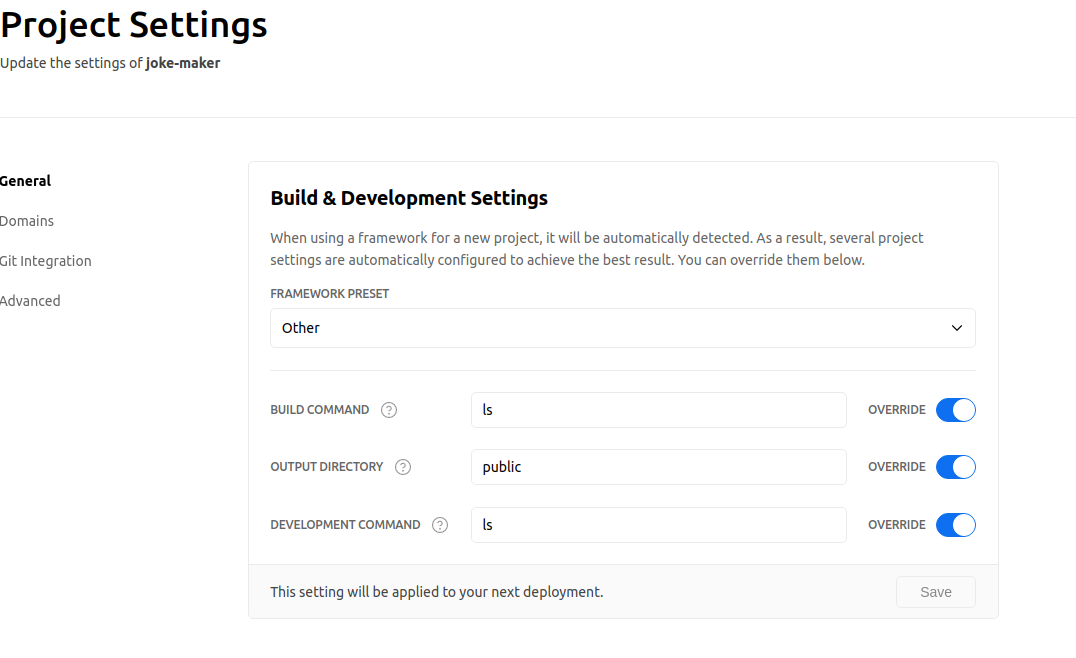 Project Settings
Update the settings of joke-maker
General
Domains
Git Integration
Advanced
Build & Development Settings
When using a framework for a new project, it will be automatically detected. As a result, several project
settings are automatically configured to achieve the best result. You can override them below.
FRAMEWORK PRESET
Other
BUILD COMMAND ? ls OVERRIDE
OUTPUT DIRECTORY ? public OVERRIDE
DEVELOPMENT COMMAND ? ls OVERRIDE
This setting will be applied to your next deployment. Save